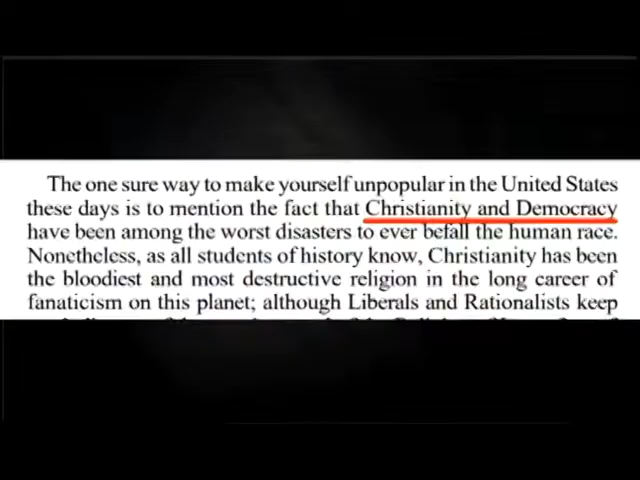 The one sure way to make yourself unpopular in the United States
these days is to mention the fact that Christianity and Democracy
have been among the worst disasters to ever befall the human race.
Nonetheless, as all students of history know, Christianity has been
the bloodiest and most destructive religion in the long career of
fanaticism on this planet; although Liberals and Rationalists keep